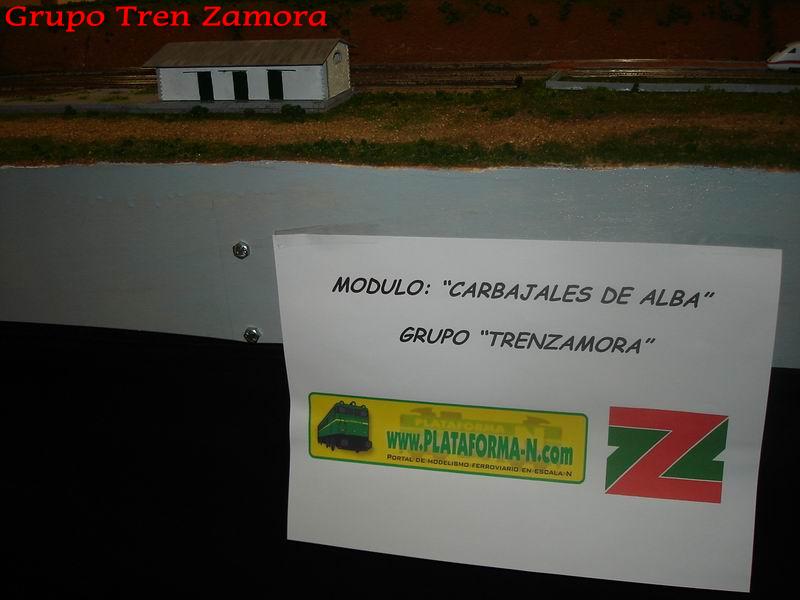 Grupo Tren Zamora
MODULO: "CARBAJALES DE ALBA"
GRUPO "TRENZAMORA"
PLATAFORMA
www.PLATAFORMA-N.com
PORTAL DE MODELISMO FERROVIARIO EN ESCALA-N
Z